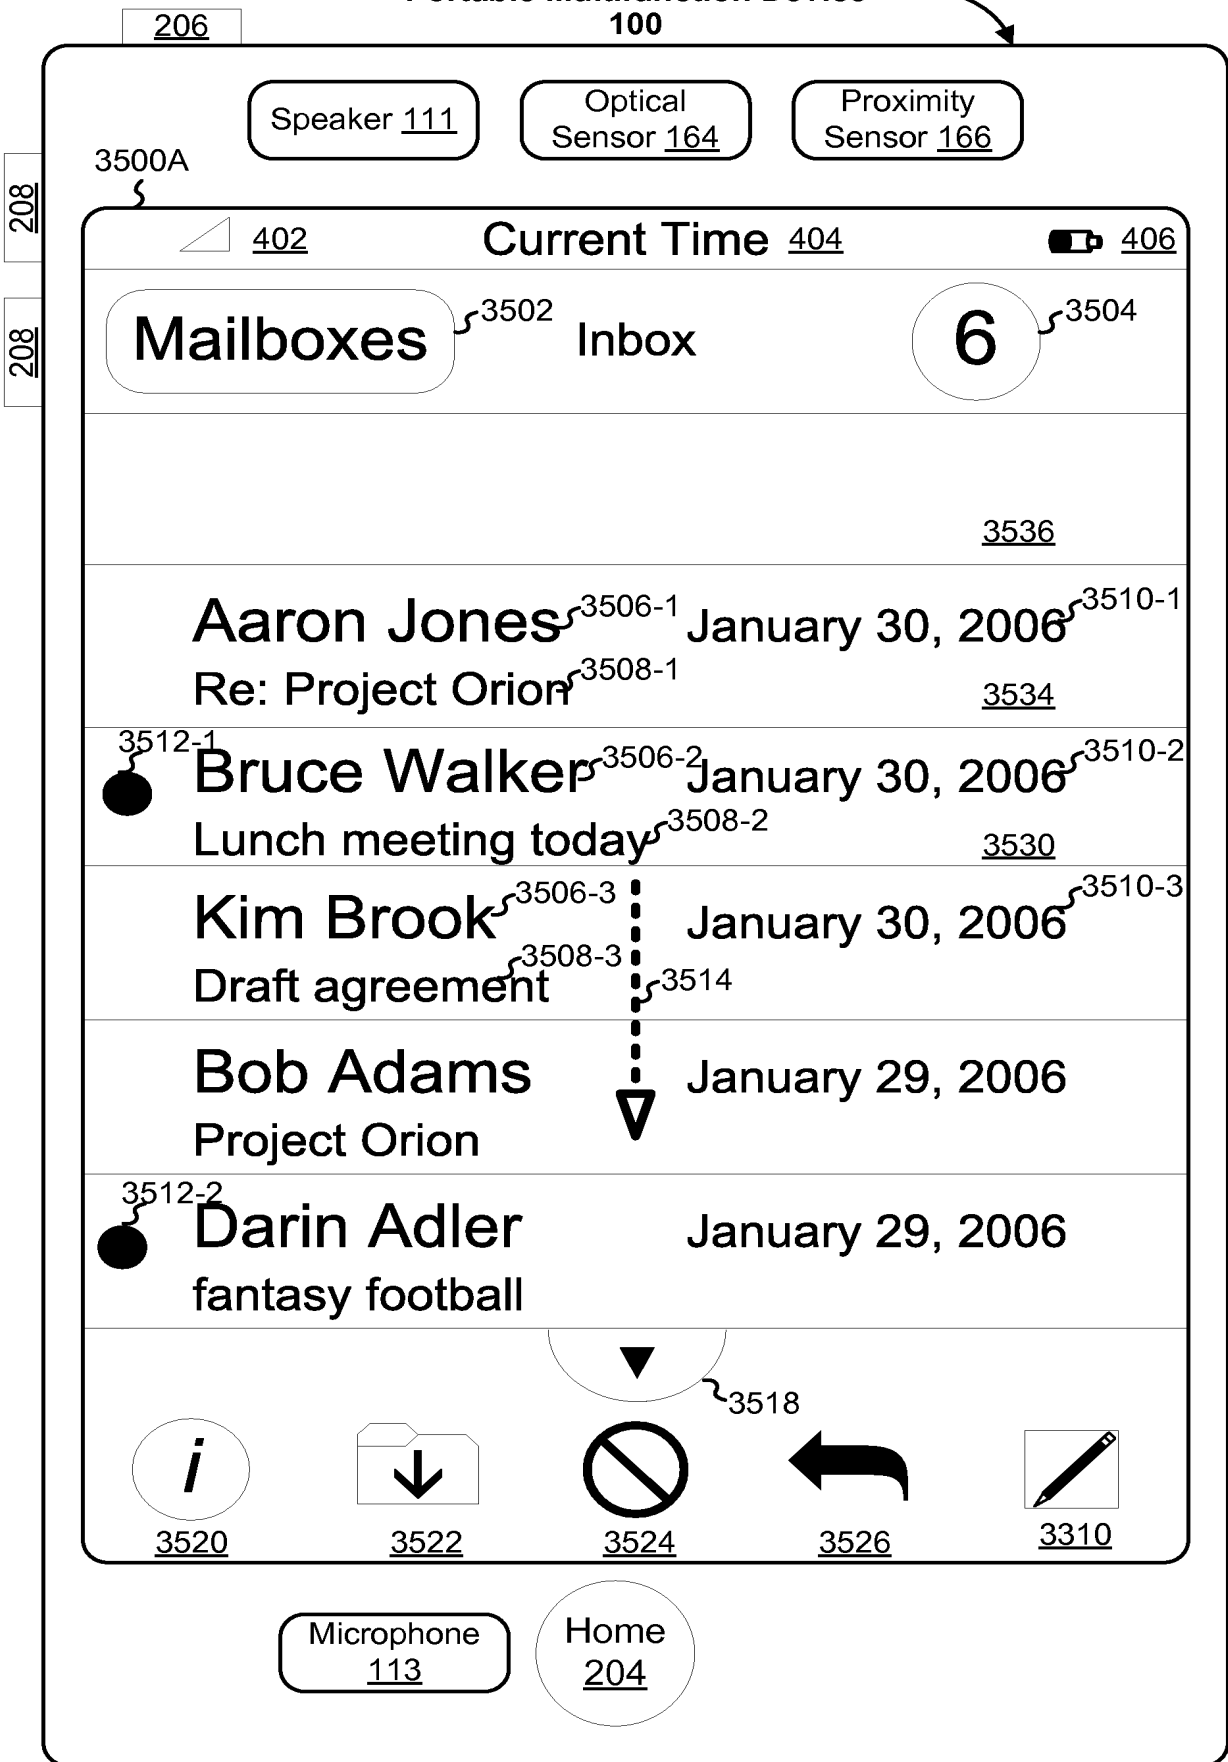 100
206
Speaker 111
Optical
Sensor 164
Proximity
Sensor 166
3500A
208
402
Current Time 404
406
208
Mailboxes
3502
Inbox
6
3504
3536
Aaron Jones
3506-1
January 30, 2006
3510-1
Re: Project Orion
3508-1
3534
3512-1
Bruce Walker
3506-2
January 30, 2006
3510-2
Lunch meeting today
3508-2
3530
Kim Brook
3506-3
January 30, 2006
3510-3
Draft agreement
3508-3
3514
Bob Adams
January 29, 2006
Project Orion
3512-2
Darin Adler
January 29, 2006
fantasy football
3518
i
3520
3522
3524
3526
3310
Microphone
113
Home
204